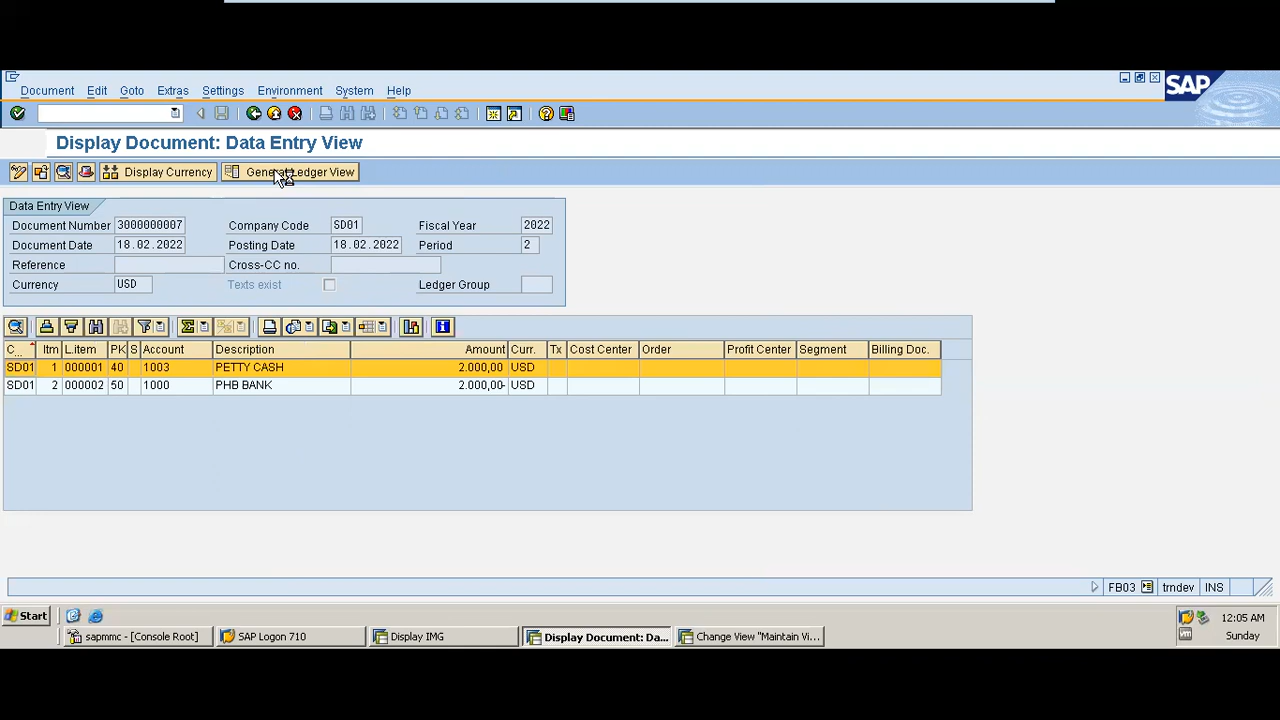 Document Edit Goto Extras Settings Environment System Help
SAP
Display Document: Data Entry View
Display Currency General Ledger View
Data Entry View
Document Number 3000000007 Company Code SD01 Fiscal Year 2022
Document Date 18.02.2022 Posting Date 18.02.2022 Period 2
Reference Cross-CC no.
Currency USD Texts exist Ledger Group
C... Itm L.item PK S Account Description Amount Curr. Tx Cost Center Order Profit Center Segment Billing Doc.
SD01 1 000001 40 1003 PETTY CASH 2.000,00 USD
SD01 2 000002 50 1000 PHB BANK 2.000,00- USD
FB03 trndev INS
Start
sapmmc - [Console Root] SAP Logon 710 Display IMG Display Document: Da... Change View "Maintain Vi...
12:05 AM
Sunday